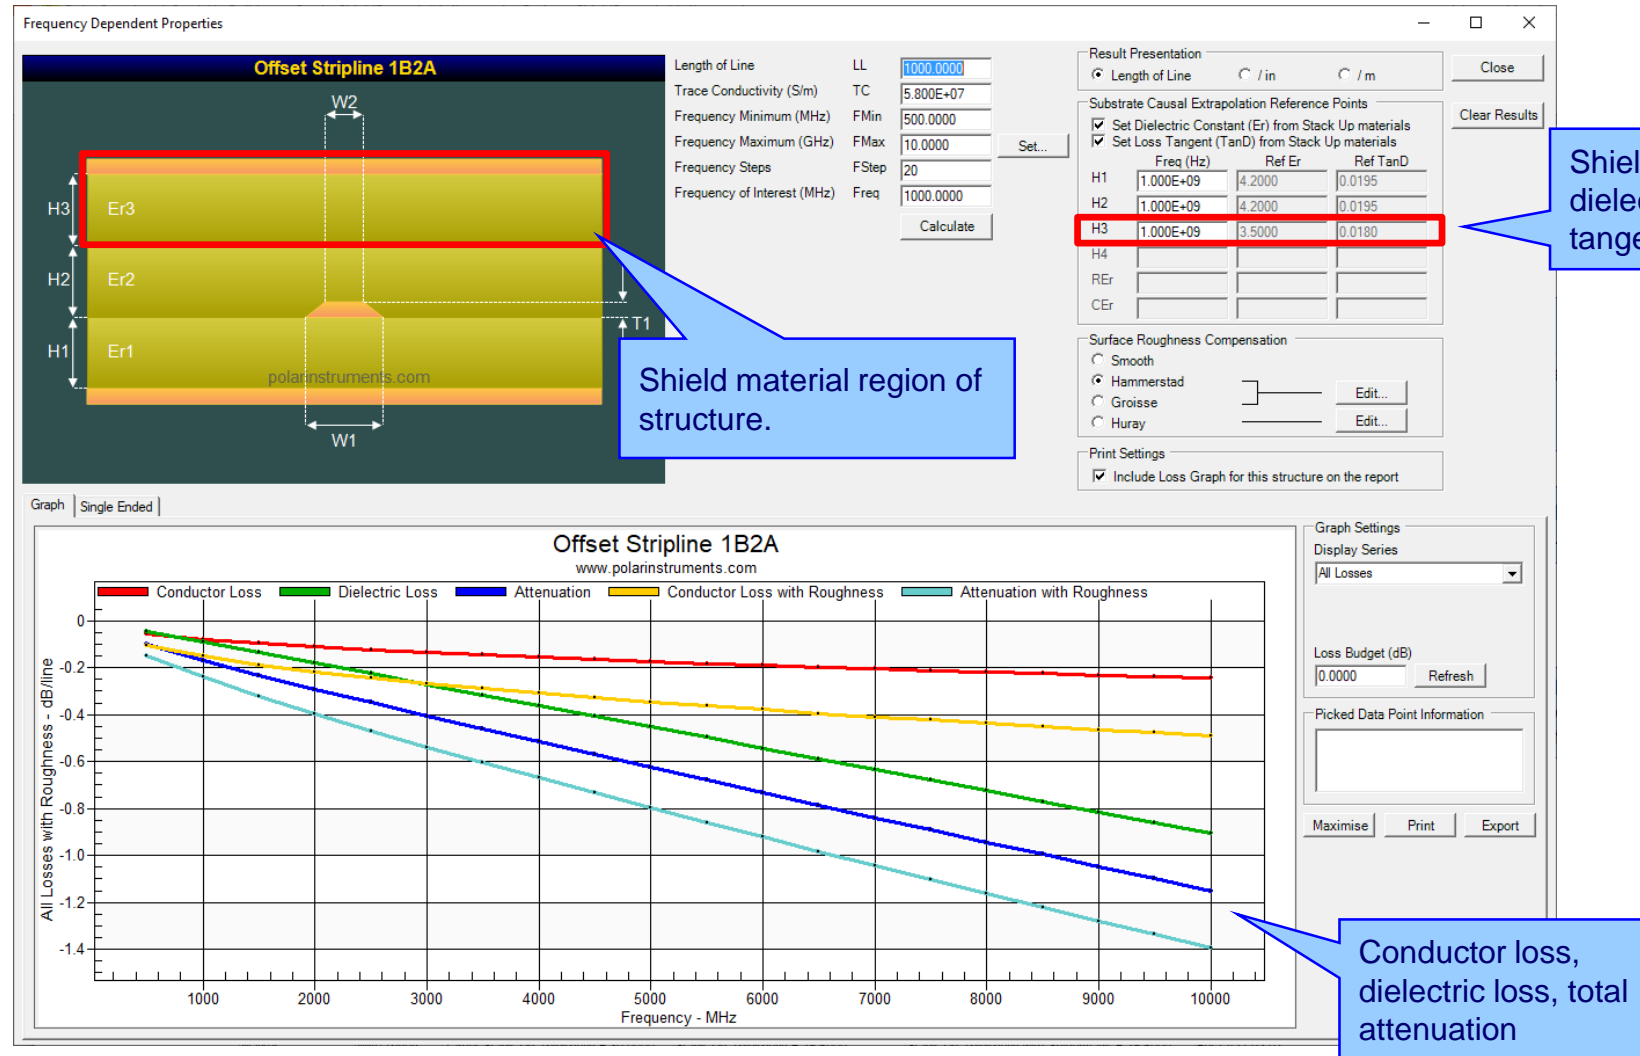 Frequency Dependent Properties
Offset Stripline 1B2A
W2
H3
Er3
H2
Er2
T1
H1
Er1
polarinstruments.com
W1
Length of Line LL 1000.0000
Trace Conductivity (S/m) TC 5.800E+07
Frequency Minimum (MHz) FMin 500.0000
Frequency Maximum (GHz) FMax 10.0000 Set...
Frequency Steps FStep 20
Frequency of Interest (MHz) Freq 1000.0000
Calculate
Result Presentation
Length of Line / in / m
Close
Clear Results
Substrate Causal Extrapolation Reference Points
Set Dielectric Constant (Er) from Stack Up materials
Set Loss Tangent (TanD) from Stack Up materials
Freq (Hz) Ref Er Ref TanD
H1 1.000E+09 4.2000 0.0195
H2 1.000E+09 4.2000 0.0195
H3 1.000E+09 3.5000 0.0180
H4
REr
CEr
Surface Roughness Compensation
Smooth
Hammerstad
Groisse
Huray
Edit...
Edit...
Print Settings
Include Loss Graph for this structure on the report
Shield material region of
structure.
Graph Single Ended
Offset Stripline 1B2A
www.polarinstruments.com
Conductor Loss Dielectric Loss Attenuation Conductor Loss with Roughness Attenuation with Roughness
All Losses with Roughness - dB/line
0
-0.2
-0.4
-0.6
-0.8
-1.0
-1.2
-1.4
1000 2000 3000 4000 5000 6000 7000 8000 9000 10000
Frequency - MHz
Graph Settings
Display Series
All Losses
Loss Budget (dB)
0.0000 Refresh
Picked Data Point Information
Maximise Print Export
Conductor loss,
dielectric loss, total
attenuation